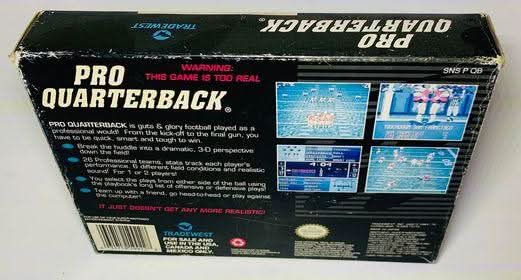 PRO
QUARTERBACK
TRADEWEST
SNS P QB
WARNING:
THIS GAME IS TOO REAL
PRO
QUARTERBACK®
PRO QUARTERBACK is guts & glory football played as a
professional would! From the kick-off to the final gun, you
have to be quick, smart and tough to win.
Break the huddle into a dramatic, 3-D perspective
down the field!
28 Professional teams, stats track each player's
performance. 6 different field conditions and realistic
sound! For 1 or 2 players!
You select the plays from either side of the ball using
the playbook's long list of offensive or defensive plays!
Team up with a friend, go head-to-head or play against
the computer!
IT JUST DOESN'T GET ANY MORE REALISTIC!
TOUCHDOWN SAN FRANCISCO
TRADEWEST
FOR SALE AND
USE IN THE USA,
CANADA AND
MEXICO ONLY.